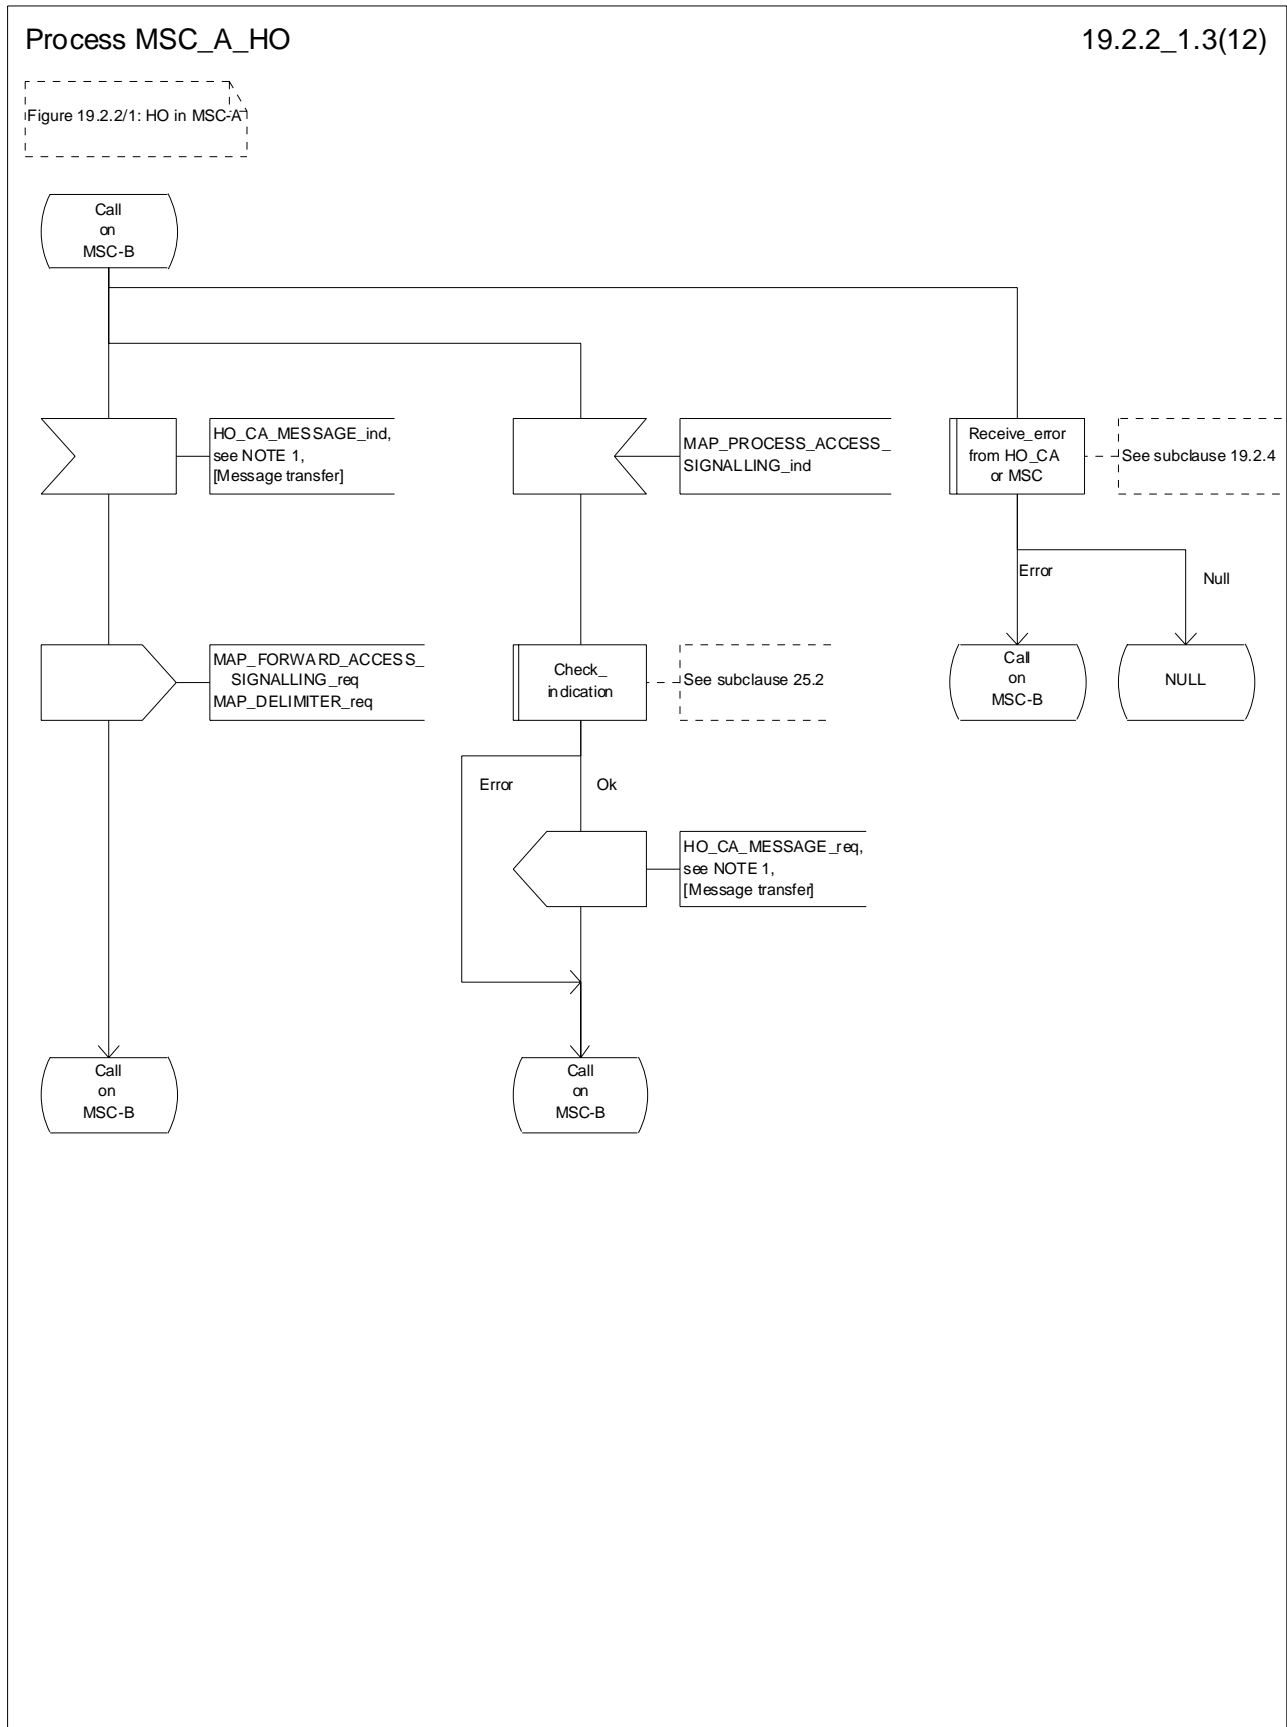 Process MSC_A_HO
19.2.2_1.3(12)
Figure 19.2.2/1: HO in MSC-A
Call
on
MSC-B
HO_CA_MESSAGE_ind,
see NOTE 1,
[Message transfer]
MAP_PROCESS_ACCESS_
SIGNALLING_ind
Receive_error
from HO_CA
or MSC
See subclause 19.2.4
Error
Null
MAP_FORWARD_ACCESS_
SIGNALLING_req
MAP_DELIMITER_req
Check_
indication
See subclause 25.2
Call
on
MSC-B
NULL
Error
Ok
HO_CA_MESSAGE_req,
see NOTE 1,
[Message transfer]
Call
on
MSC-B
Call
on
MSC-B